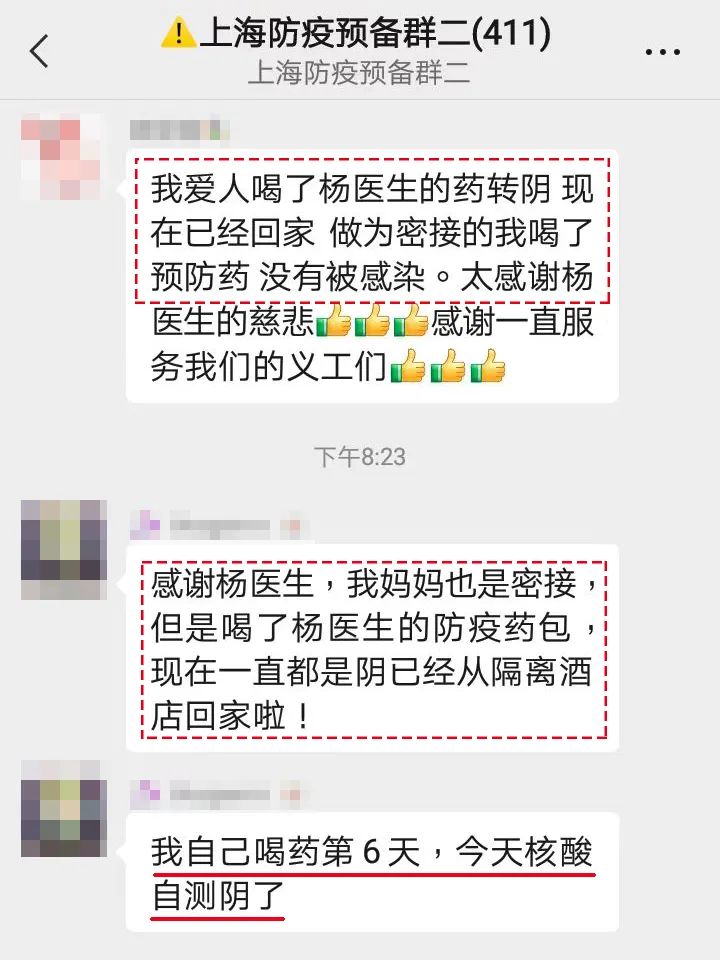 上海防疫预备群二(411)
上海防疫预备群二
我爱人喝了杨医生的药转阴 现
在已经回家 做为密接的我喝了
预防药 没有被感染。太感谢杨
医生的慈悲👍👍👍感谢一直服
务我们的义工们👍👍👍
下午8:23
感谢杨医生，我妈妈也是密接，
但是喝了杨医生的防疫药包，
现在一直都是阴已经从隔离酒
店回家啦！
我自己喝药第6天，今天核酸
自测阴了